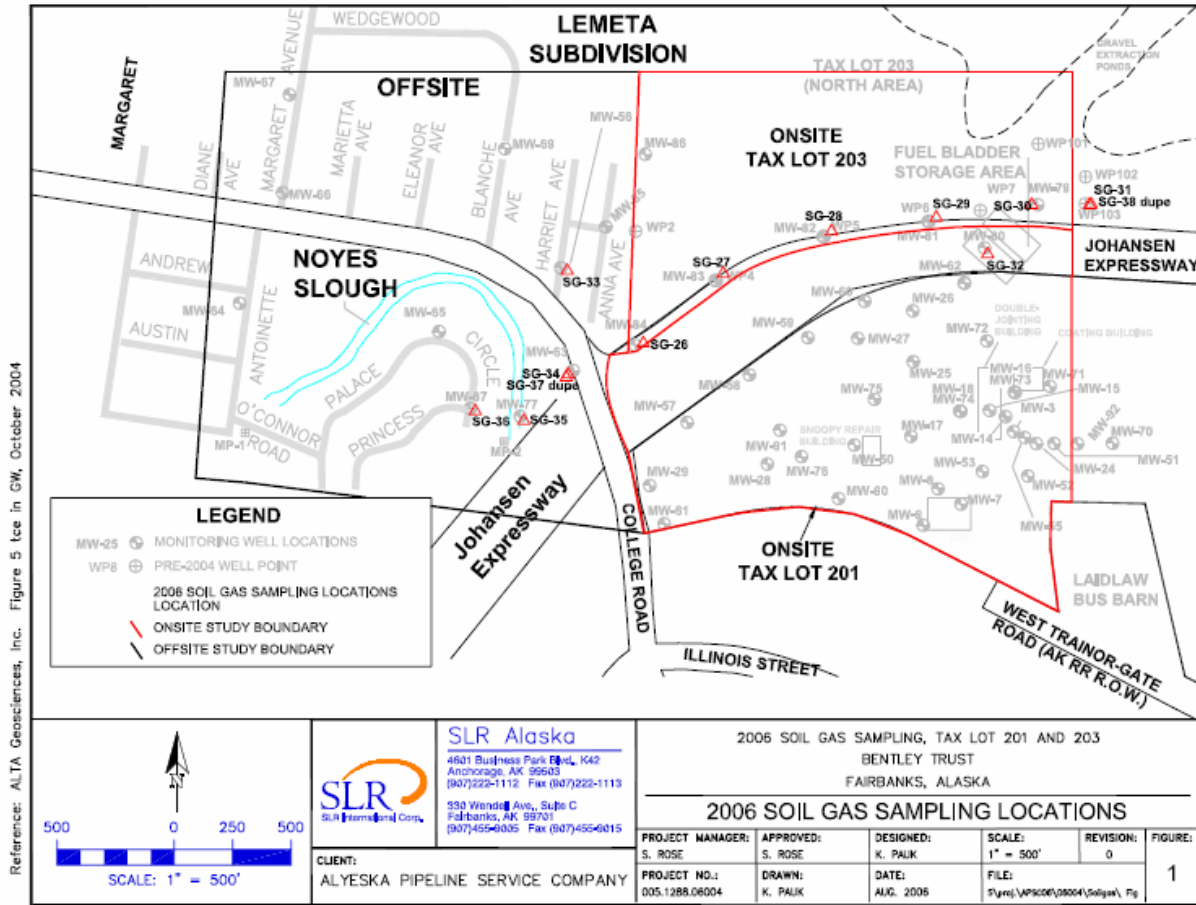 LEMETA
SUBDIVISION
WEDGEWOOD
MARGARET
MARGARET AVENUE
MW-67
OFFSITE
TAX LOT 203
(NORTH AREA)
GRAVEL
EXTRACTION
PONDS
DIANE AVE
MARIETTA AVE
ELEANOR AVE
BLANCHE AVE
HARRIET AVE
ANNA AVE
MW-56
MW-69
MW-86
MW-66
WP2
ONSITE
TAX LOT 203
FUEL BLADDER
STORAGE AREA
WP101
WP102
WP7
MW-79
SG-31
SG-38 dupe
WP103
SG-30
SG-29
MW-81
SG-28
WP5
MW-82
MW-80
JOHANSEN
EXPRESSWAY
SG-32
MW-62
SG-27
WP4
MW-83
SG-33
NOYES
SLOUGH
ANDREW
AUSTIN
ANTOINETTE
MW-64
MW-65
PALACE
CIRCLE
PRINCESS
O'CONNOR
ROAD
MP-1
MP-2
MW-84
SG-26
MW-63
SG-34
SG-37 dupe
MW-87
SG-36
MW-77
SG-35
MW-26
DOUBLE-
JOINTING
BUILDING
COATING BUILDING
MW-59
MW-27
MW-72
MW-58
MW-25
MW-16
MW-73
MW-71
MW-15
MW-75
MW-18
MW-74
MW-3
MW-92
MW-57
SNOOPY REPAIR
BUILDING
MW-17
MW-14
MW-70
MW-91
MW-50
MW-51
MW-24
MW-76
MW-53
MW-52
MW-29
MW-28
MW-7
MW-61
MW-55
Johansen
Expressway
COLLEGE ROAD
ONSITE
TAX LOT 201
LAIDLAW
BUS BARN
WEST TRAINOR-GATE
ROAD (AK RR R.O.W.)
ILLINOIS STREET
LEGEND
MW-25 MONITORING WELL LOCATIONS
WP8 PRE-2004 WELL POINT
2006 SOIL GAS SAMPLING LOCATIONS
LOCATION
ONSITE STUDY BOUNDARY
OFFSITE STUDY BOUNDARY
Reference: ALTA Geosciences, Inc. Figure 5 tce in GW, October 2004
N
500 0 250 500
SCALE: 1" = 500'
SLR
SLR International Corp.
SLR Alaska
4601 Business Park Blvd., K42
Anchorage, AK 99503
(907)222-1112 Fax (907)222-1113
330 Wendell Ave., Suite C
Fairbanks, AK 99701
(907)455-9005 Fax (907)455-9015
CLIENT:
ALYESKA PIPELINE SERVICE COMPANY
2006 SOIL GAS SAMPLING, TAX LOT 201 AND 203
BENTLEY TRUST
FAIRBANKS, ALASKA
2006 SOIL GAS SAMPLING LOCATIONS
PROJECT MANAGER: S. ROSE
APPROVED: S. ROSE
DESIGNED: K. PAUK
SCALE: 1" = 500'
REVISION: 0
FIGURE: 1
PROJECT NO.: 005.1288.06004
DRAWN: K. PAUK
DATE: AUG. 2006
FILE: